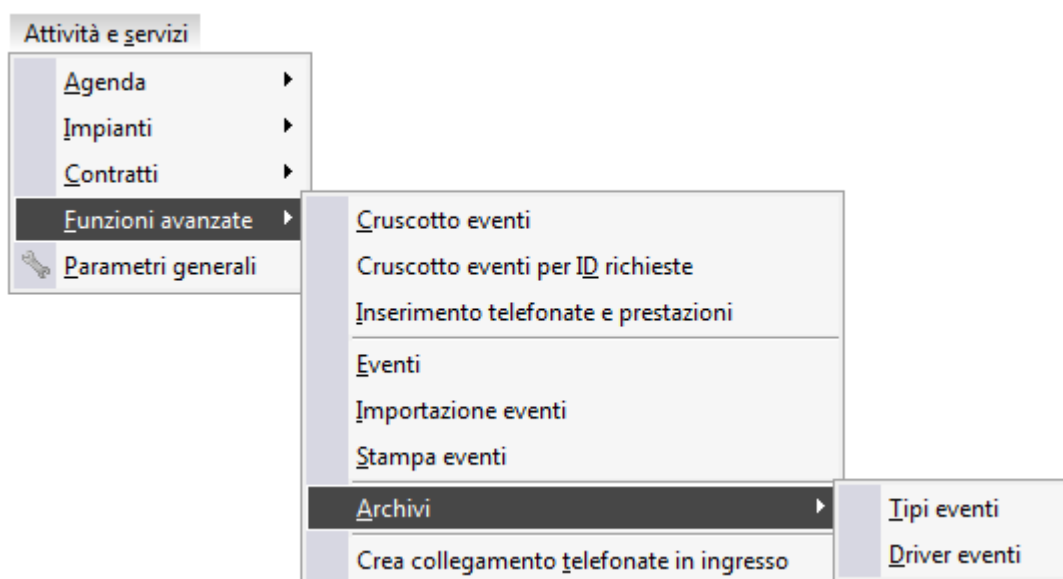 Attività e servizi
Agenda
Impianti
Contratti
Funzioni avanzate
Parametri generali
Cruscotto eventi
Cruscotto eventi per ID richieste
Inserimento telefonate e prestazioni
Eventi
Importazione eventi
Stampa eventi
Archivi
Crea collegamento telefonate in ingresso
Tipi eventi
Driver eventi